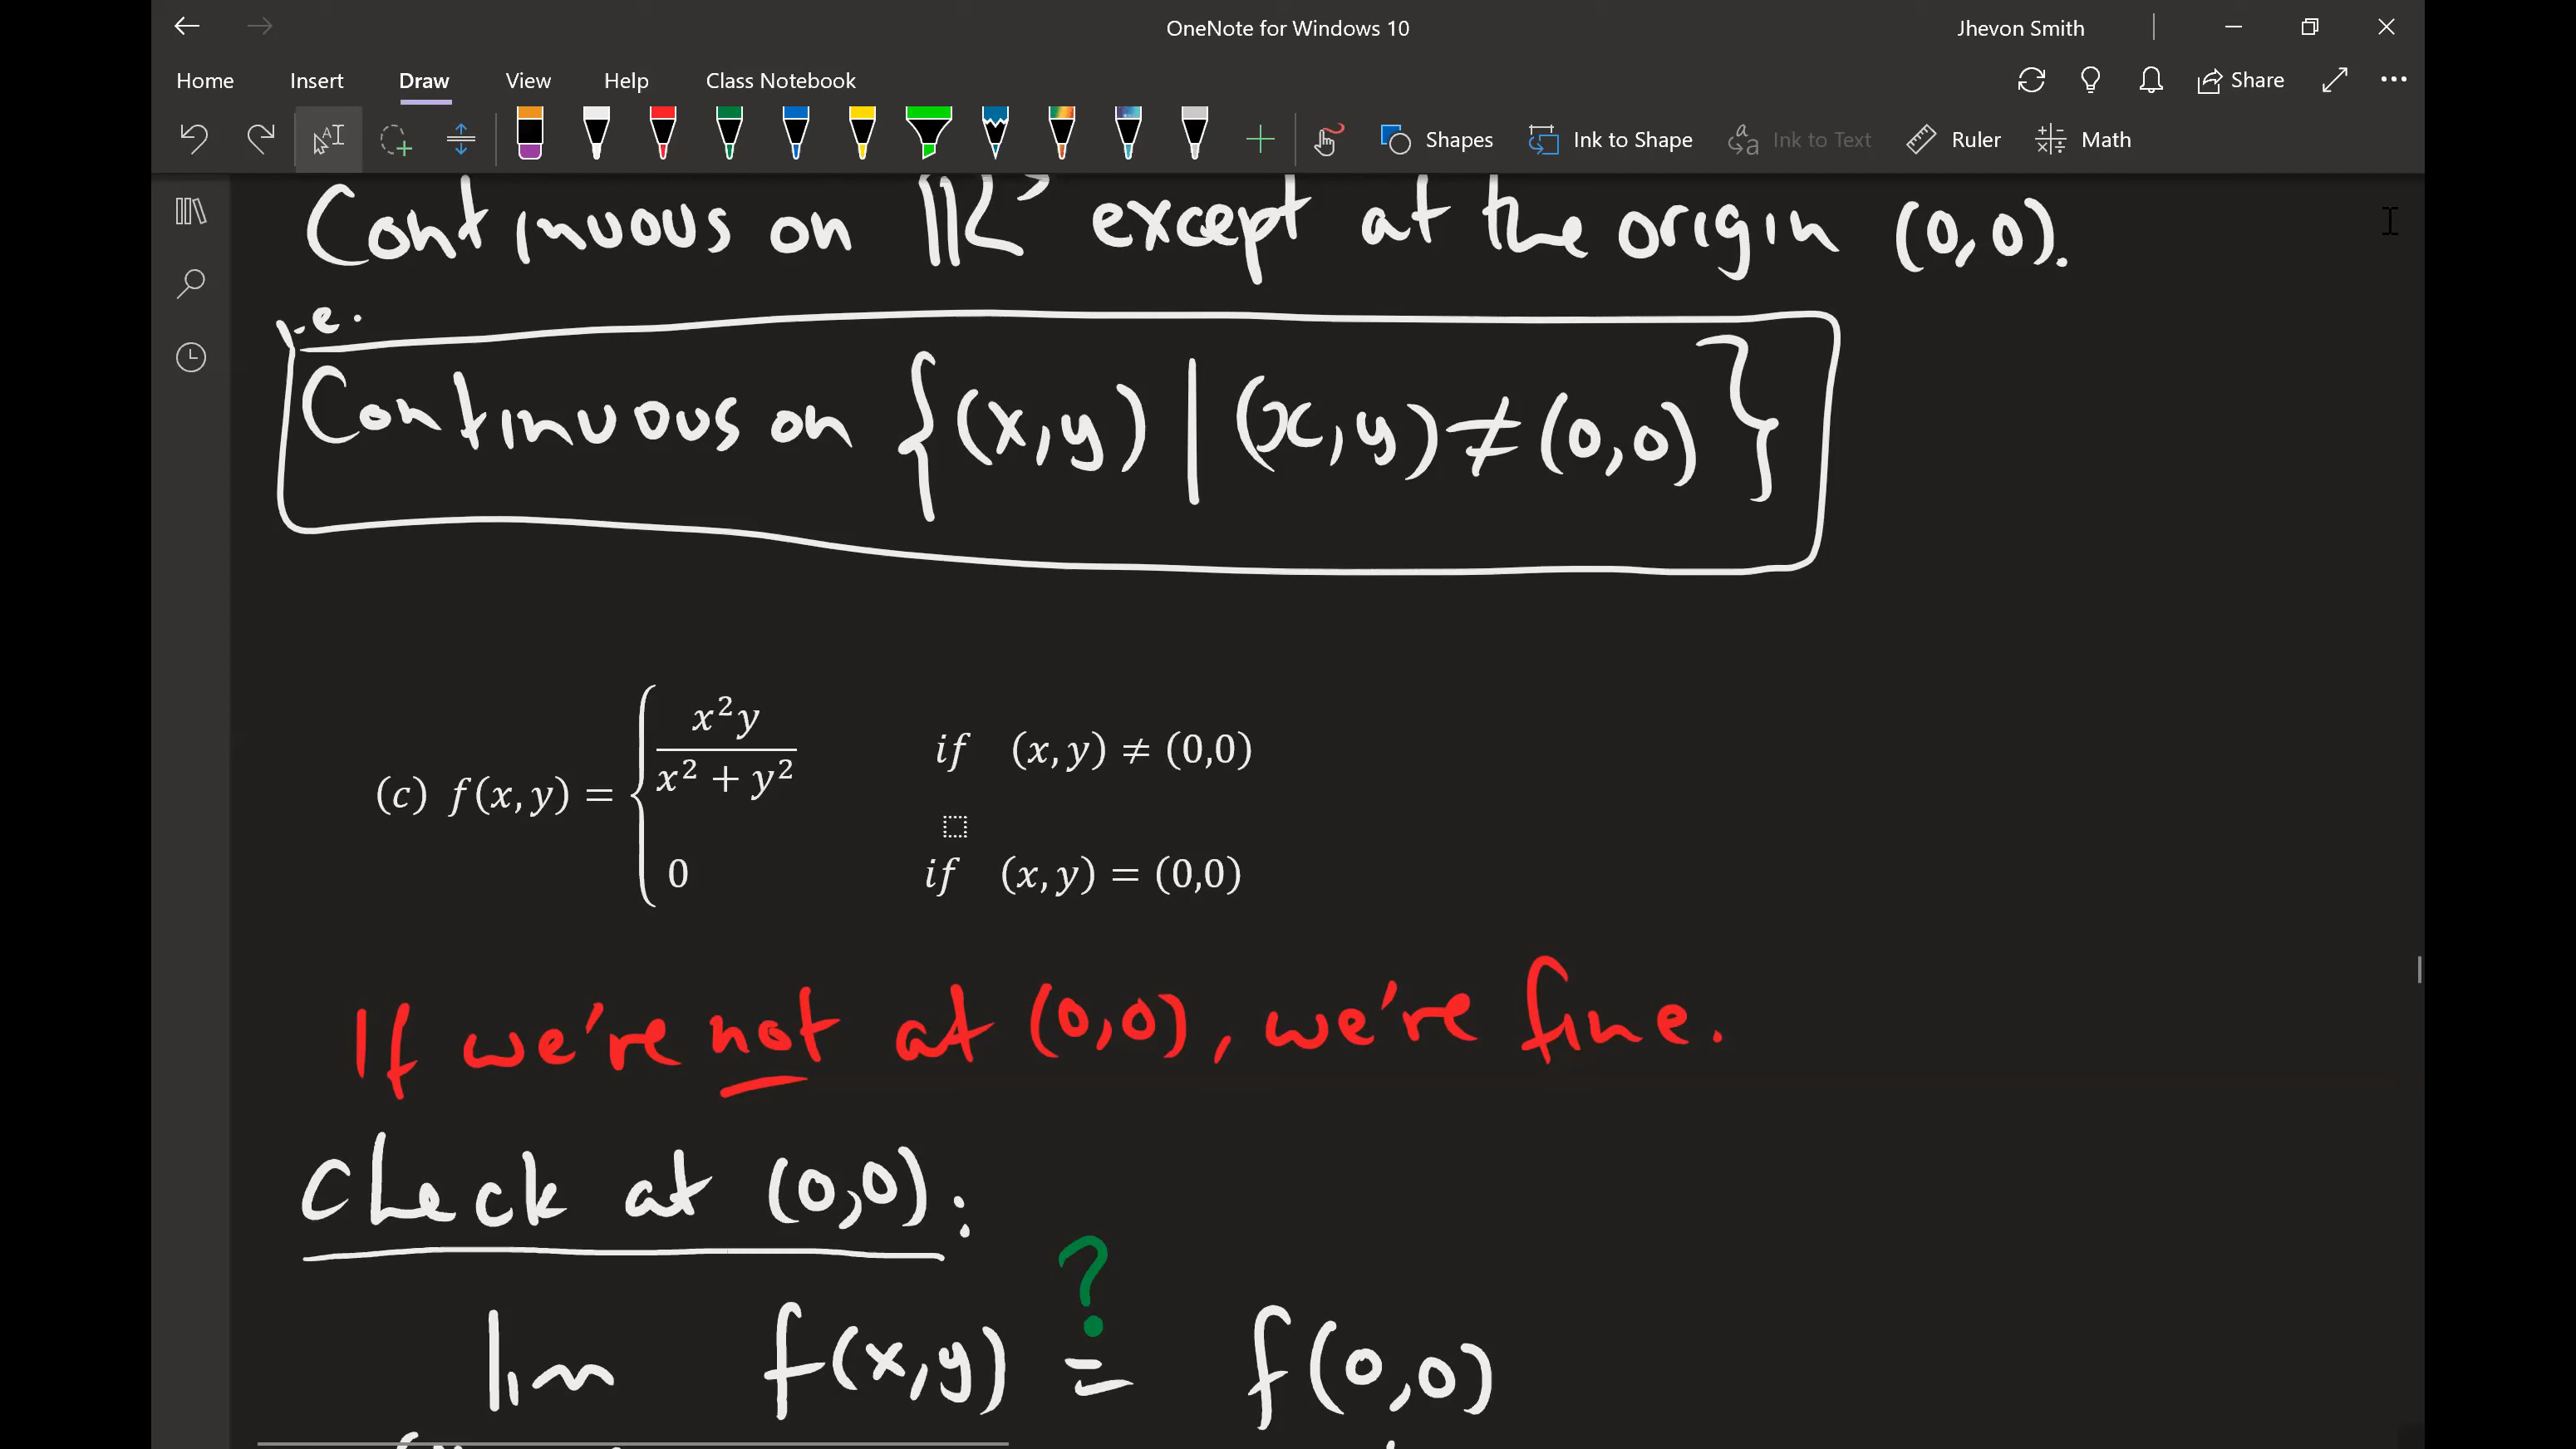 OneNote for Windows 10
Jhevon Smith
Home Insert Draw View Help Class Notebook
Share
Shapes Ink to Shape Ink to Text Ruler Math
Continuous on ℝ² except at the origin (0,0).
i.e.
Continuous on {(x,y) | (x,y) ≠ (0,0)}
(c) f(x,y) = { x²y / (x² + y²) if (x,y) ≠ (0,0)
0 if (x,y) = (0,0)
If we're not at (0,0), we're fine.
Check at (0,0):
?
lim f(x,y) = f(0,0)